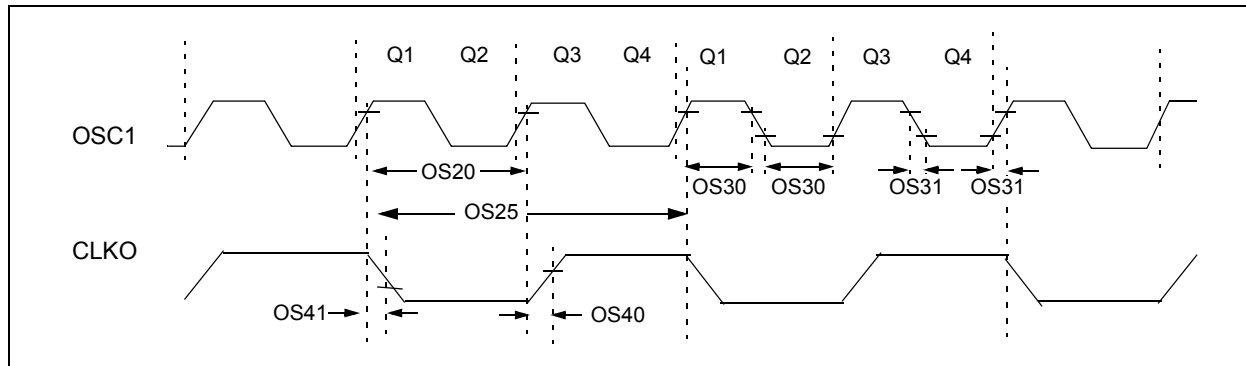 Q1 Q2 Q3 Q4 Q1 Q2 Q3 Q4
OSC1
OS20 OS30 OS30 OS31 OS31
OS25
CLKO
OS41 OS40